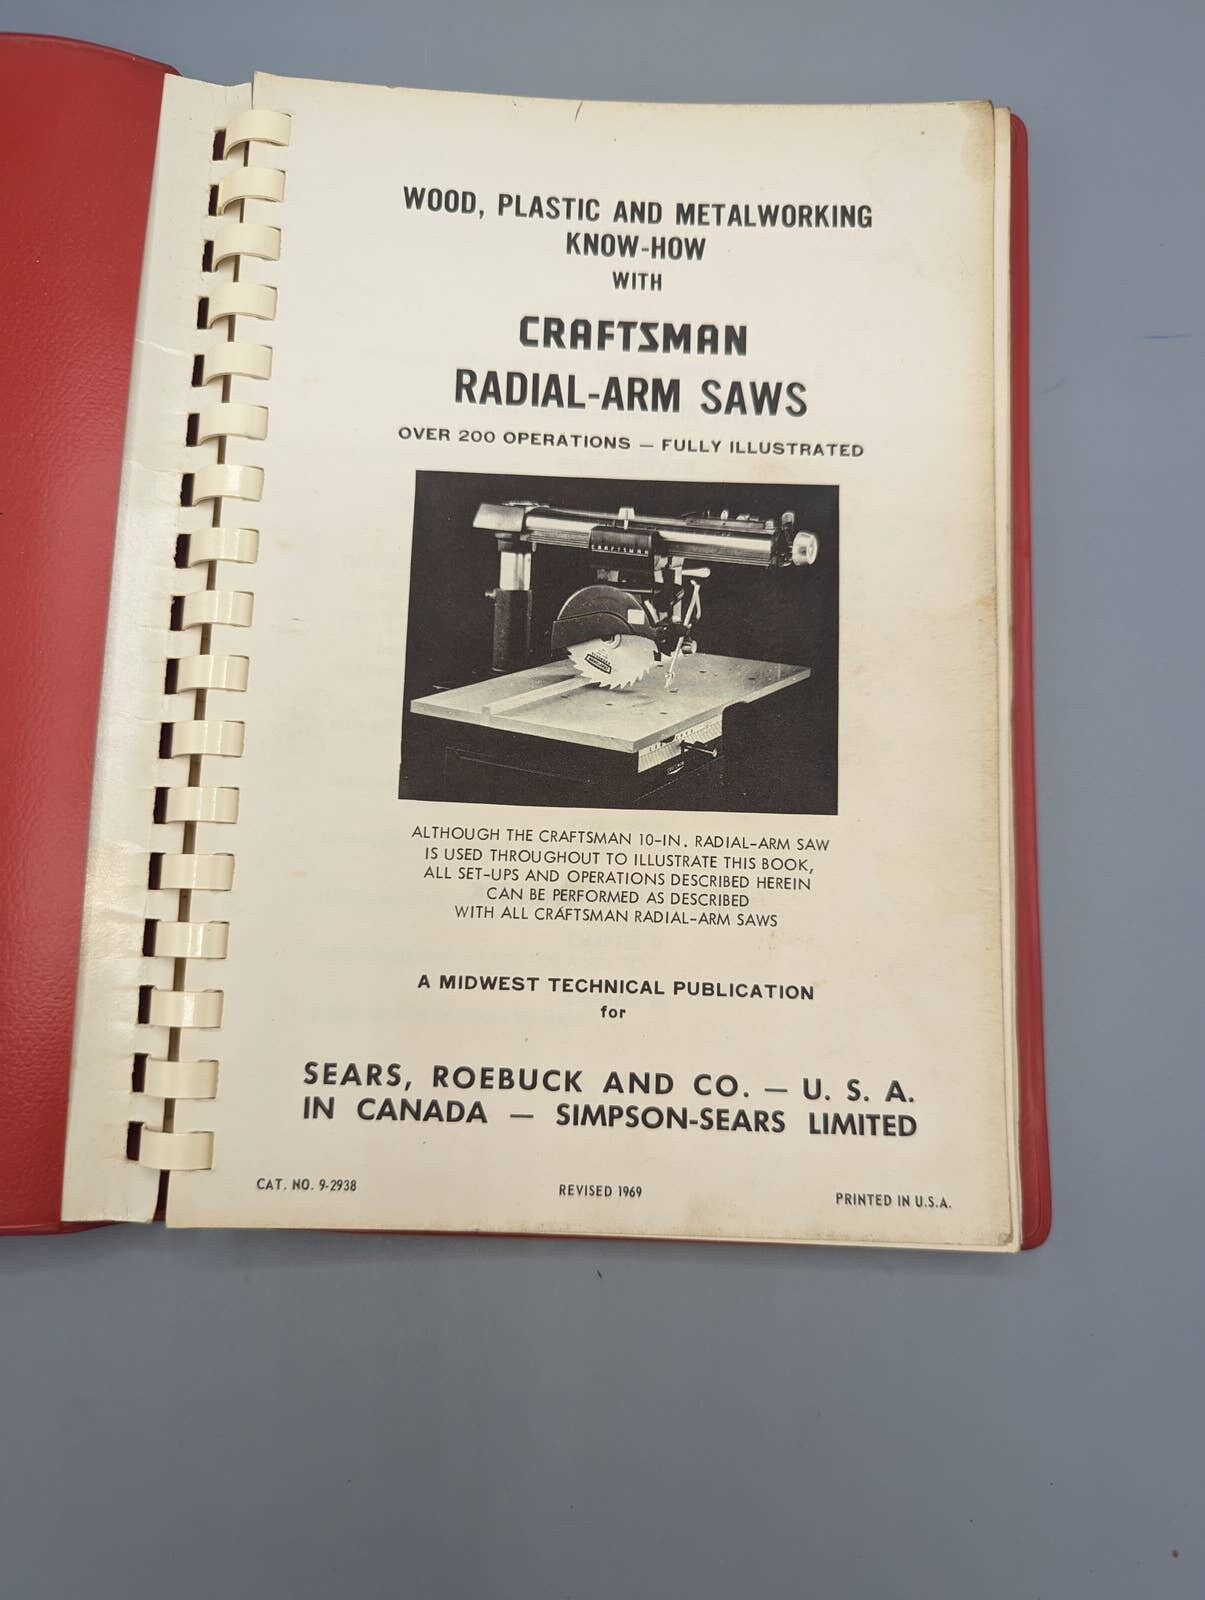 WOOD, PLASTIC AND METALWORKING
KNOW-HOW
WITH
CRAFTSMAN
RADIAL-ARM SAWS
OVER 200 OPERATIONS — FULLY ILLUSTRATED
CRAFTSMAN
ALTHOUGH THE CRAFTSMAN 10-IN. RADIAL-ARM SAW
IS USED THROUGHOUT TO ILLUSTRATE THIS BOOK,
ALL SET-UPS AND OPERATIONS DESCRIBED HEREIN
CAN BE PERFORMED AS DESCRIBED
WITH ALL CRAFTSMAN RADIAL-ARM SAWS
A MIDWEST TECHNICAL PUBLICATION
for
SEARS, ROEBUCK AND CO. — U. S. A.
IN CANADA — SIMPSON-SEARS LIMITED
CAT. NO. 9-2938
REVISED 1969
PRINTED IN U.S.A.